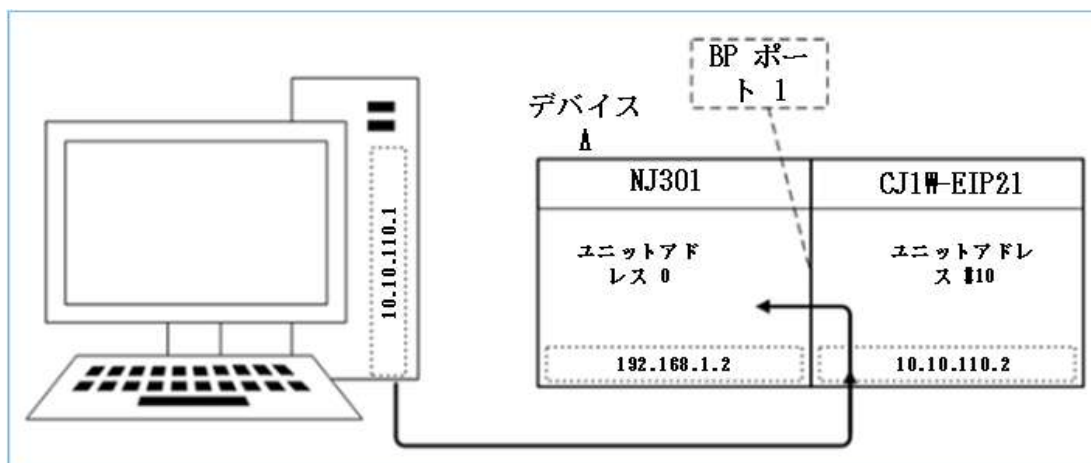 BP ポー
ト 1
デバイス
A
NJ301
CJ1W-EIP21
10.10.110.1
ユニットアド
レス 0
ユニットアドレ
ス #10
192.168.1.2
10.10.110.2